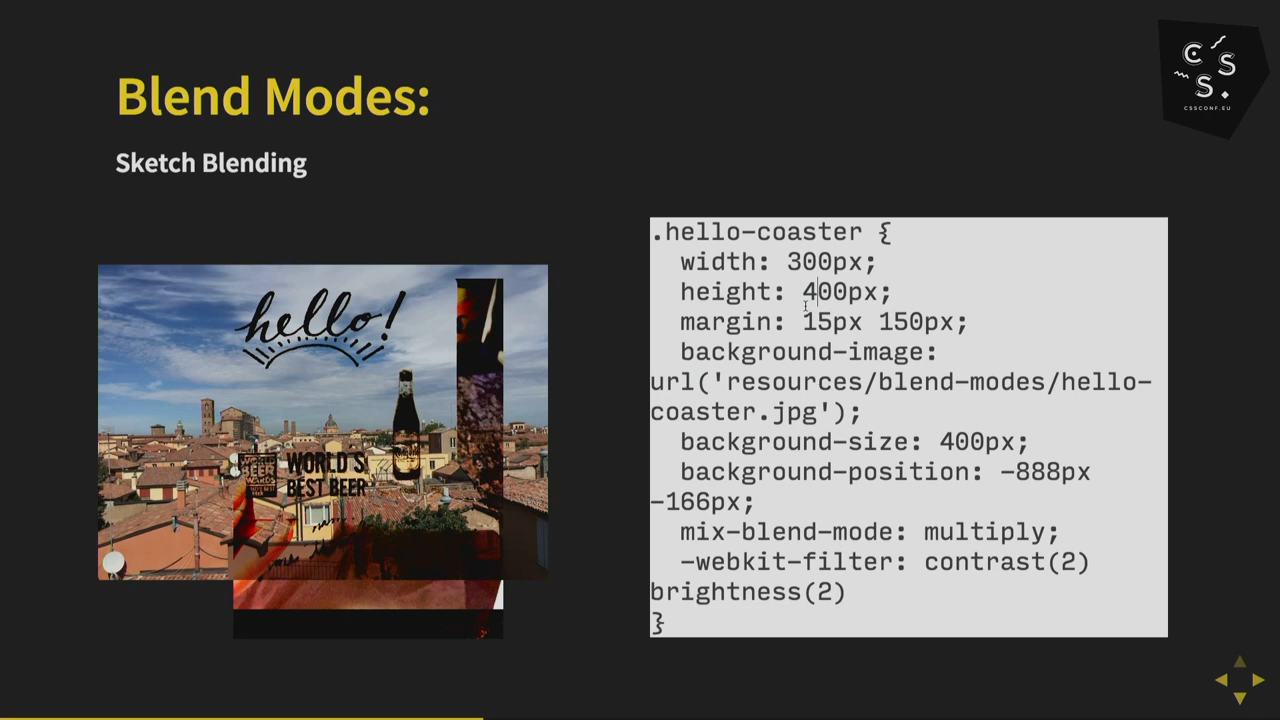 Blend Modes:
Sketch Blending
CSS.
CSSCONF.EU
hello!
WORLD'S
BEST BEER
.hello-coaster {
width: 300px;
height: 400px;
margin: 15px 150px;
background-image:
url('resources/blend-modes/hello-
coaster.jpg');
background-size: 400px;
background-position: -888px
-166px;
mix-blend-mode: multiply;
-webkit-filter: contrast(2)
brightness(2)
}